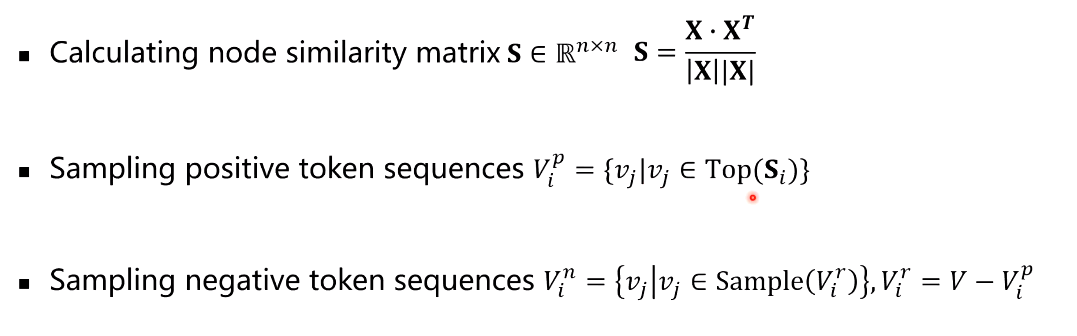 ▪ Calculating node similarity matrix S ∈ ℝ^{n×n} S = \frac{X · X^T}{|X||X|}
▪ Sampling positive token sequences V_i^p = {v_j|v_j ∈ Top(S_i)}
▪ Sampling negative token sequences V_i^n = {v_j|v_j ∈ Sample(V_i^r)}, V_i^r = V − V_i^p